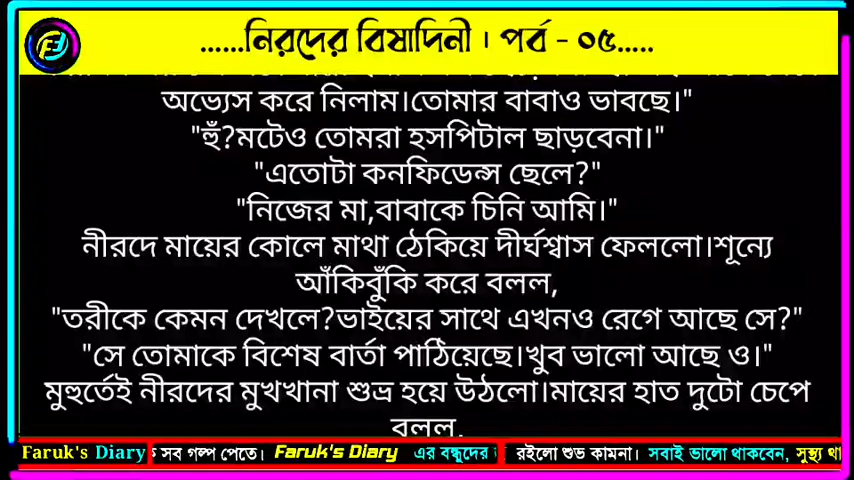 ......নিরদের বিষাদিনী । পর্ব - ০৫.....
অভ্যেস করে নিলাম।তোমার বাবাও ভাবছে।"
"হুঁ?মটেও তোমরা হসপিটাল ছাড়বেনা।"
"এতোটা কনফিডেন্স ছেলে?"
"নিজের মা,বাবাকে চিনি আমি।"
নীরদে মায়ের কোলে মাথা ঠেকিয়ে দীর্ঘশ্বাস ফেললো।শূন্যে
আঁকিবুঁকি করে বলল,
"তরীকে কেমন দেখলে?ভাইয়ের সাথে এখনও রেগে আছে সে?"
"সে তোমাকে বিশেষ বার্তা পাঠিয়েছে।খুব ভালো আছে ও।"
মুহুর্তেই নীরদের মুখখানা শুভ্র হয়ে উঠলো।মায়ের হাত দুটো চেপে
বলল,
Faruk's Diary সব গল্প পেতে। Faruk's Diary এর বন্ধুদের রইলো শুভ কামনা। সবাই ভালো থাকবেন, সুস্থ্য